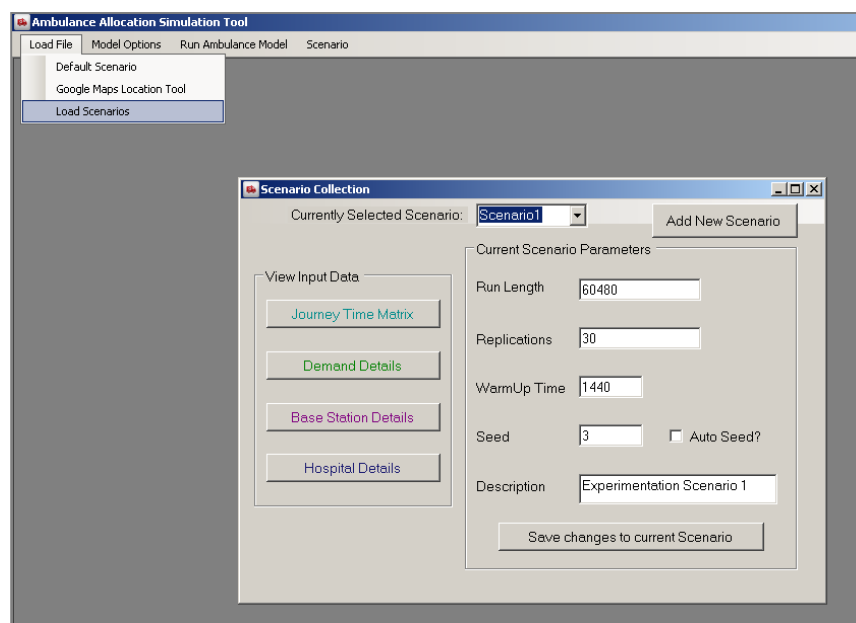 Ambulance Allocation Simulation Tool
Load File Model Options Run Ambulance Model Scenario
Default Scenario
Google Maps Location Tool
Load Scenarios
Scenario Collection
Currently Selected Scenario: Scenario1 Add New Scenario
View Input Data
Journey Time Matrix
Demand Details
Base Station Details
Hospital Details
Current Scenario Parameters
Run Length 60480
Replications 30
WarmUp Time 1440
Seed 3 Auto Seed?
Description Experimentation Scenario 1
Save changes to current Scenario